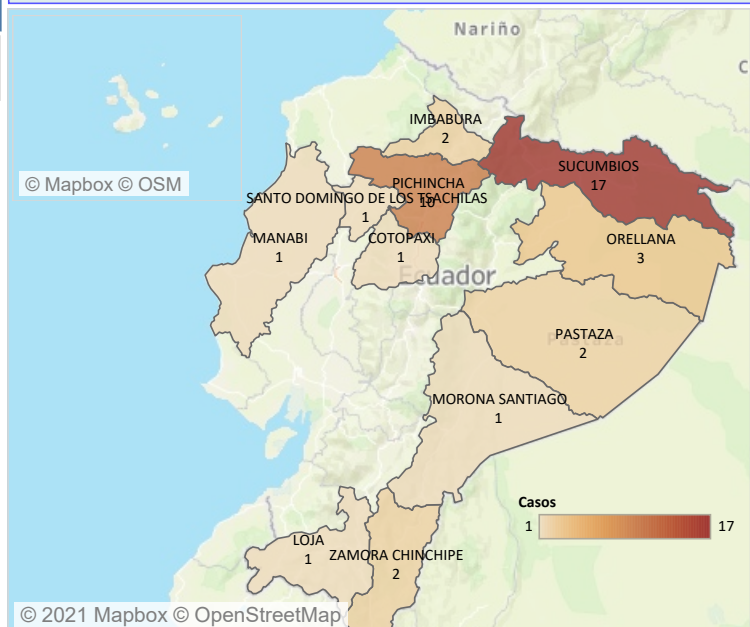 Nariño
C
IMBABURA
2
SUCUMBIOS
17
© Mapbox © OSM
PICHINCHA
10
SANTO DOMINGO DE LOS TSACHILAS
1
MANABI
1
COTOPAXI
1
ORELLANA
3
Ecuador
PASTAZA
2
Pastaza
MORONA SANTIAGO
1
Casos
1 17
LOJA
1
ZAMORA CHINCHIPE
2
© 2021 Mapbox © OpenStreetMap